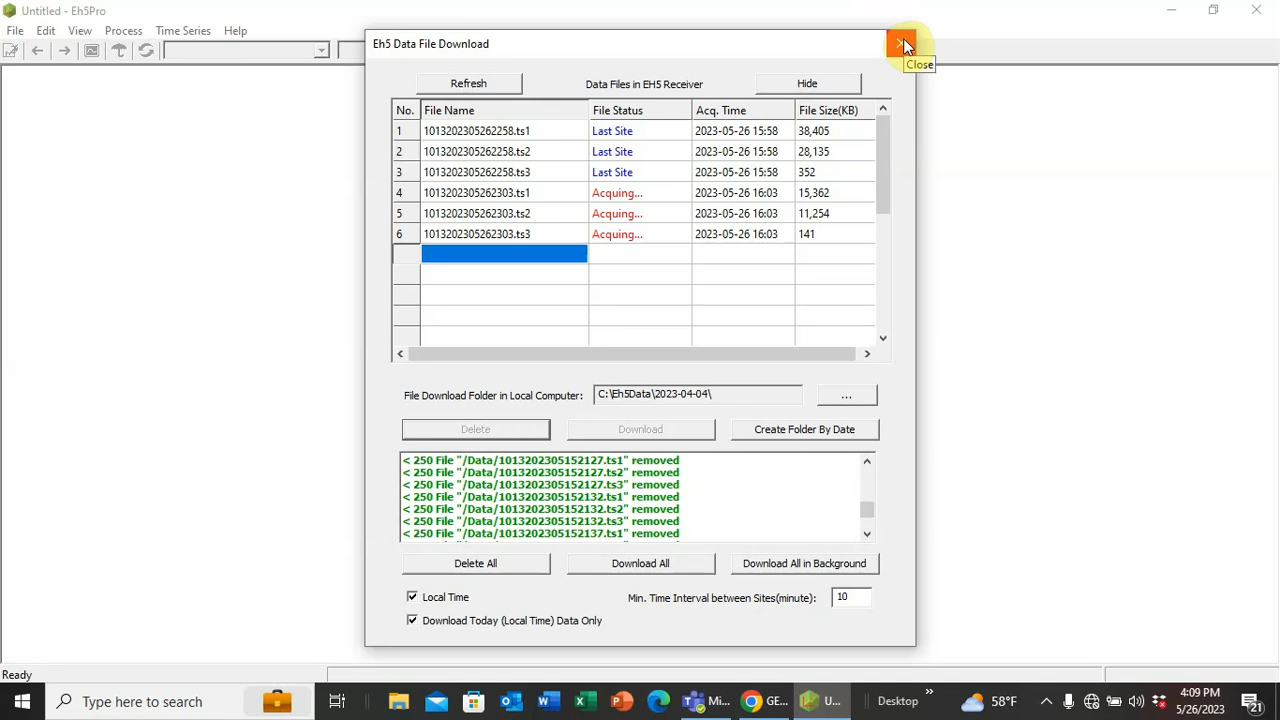 Untitled - Eh5Pro
File Edit View Process Time Series Help
Eh5 Data File Download
Close
Refresh Data Files in EH5 Receiver Hide
No. File Name File Status Acq. Time File Size(KB)
1 1013202305262258.ts1 Last Site 2023-05-26 15:58 38,405
2 1013202305262258.ts2 Last Site 2023-05-26 15:58 28,135
3 1013202305262258.ts3 Last Site 2023-05-26 15:58 352
4 1013202305262303.ts1 Acquing... 2023-05-26 16:03 15,362
5 1013202305262303.ts2 Acquing... 2023-05-26 16:03 11,254
6 1013202305262303.ts3 Acquing... 2023-05-26 16:03 141
File Download Folder in Local Computer: C:\Eh5Data\2023-04-04\ ...
Delete Download Create Folder By Date
< 250 File "/Data/1013202305152127.ts1" removed
< 250 File "/Data/1013202305152127.ts2" removed
< 250 File "/Data/1013202305152127.ts3" removed
< 250 File "/Data/1013202305152132.ts1" removed
< 250 File "/Data/1013202305152132.ts2" removed
< 250 File "/Data/1013202305152132.ts3" removed
< 250 File "/Data/1013202305152137.ts1" removed
Delete All Download All Download All in Background
Local Time Min. Time Interval between Sites(minute): 10
Download Today (Local Time) Data Only
Ready
Type here to search Mi... GE... U... Desktop » 58°F 4:09 PM
5/26/2023 21